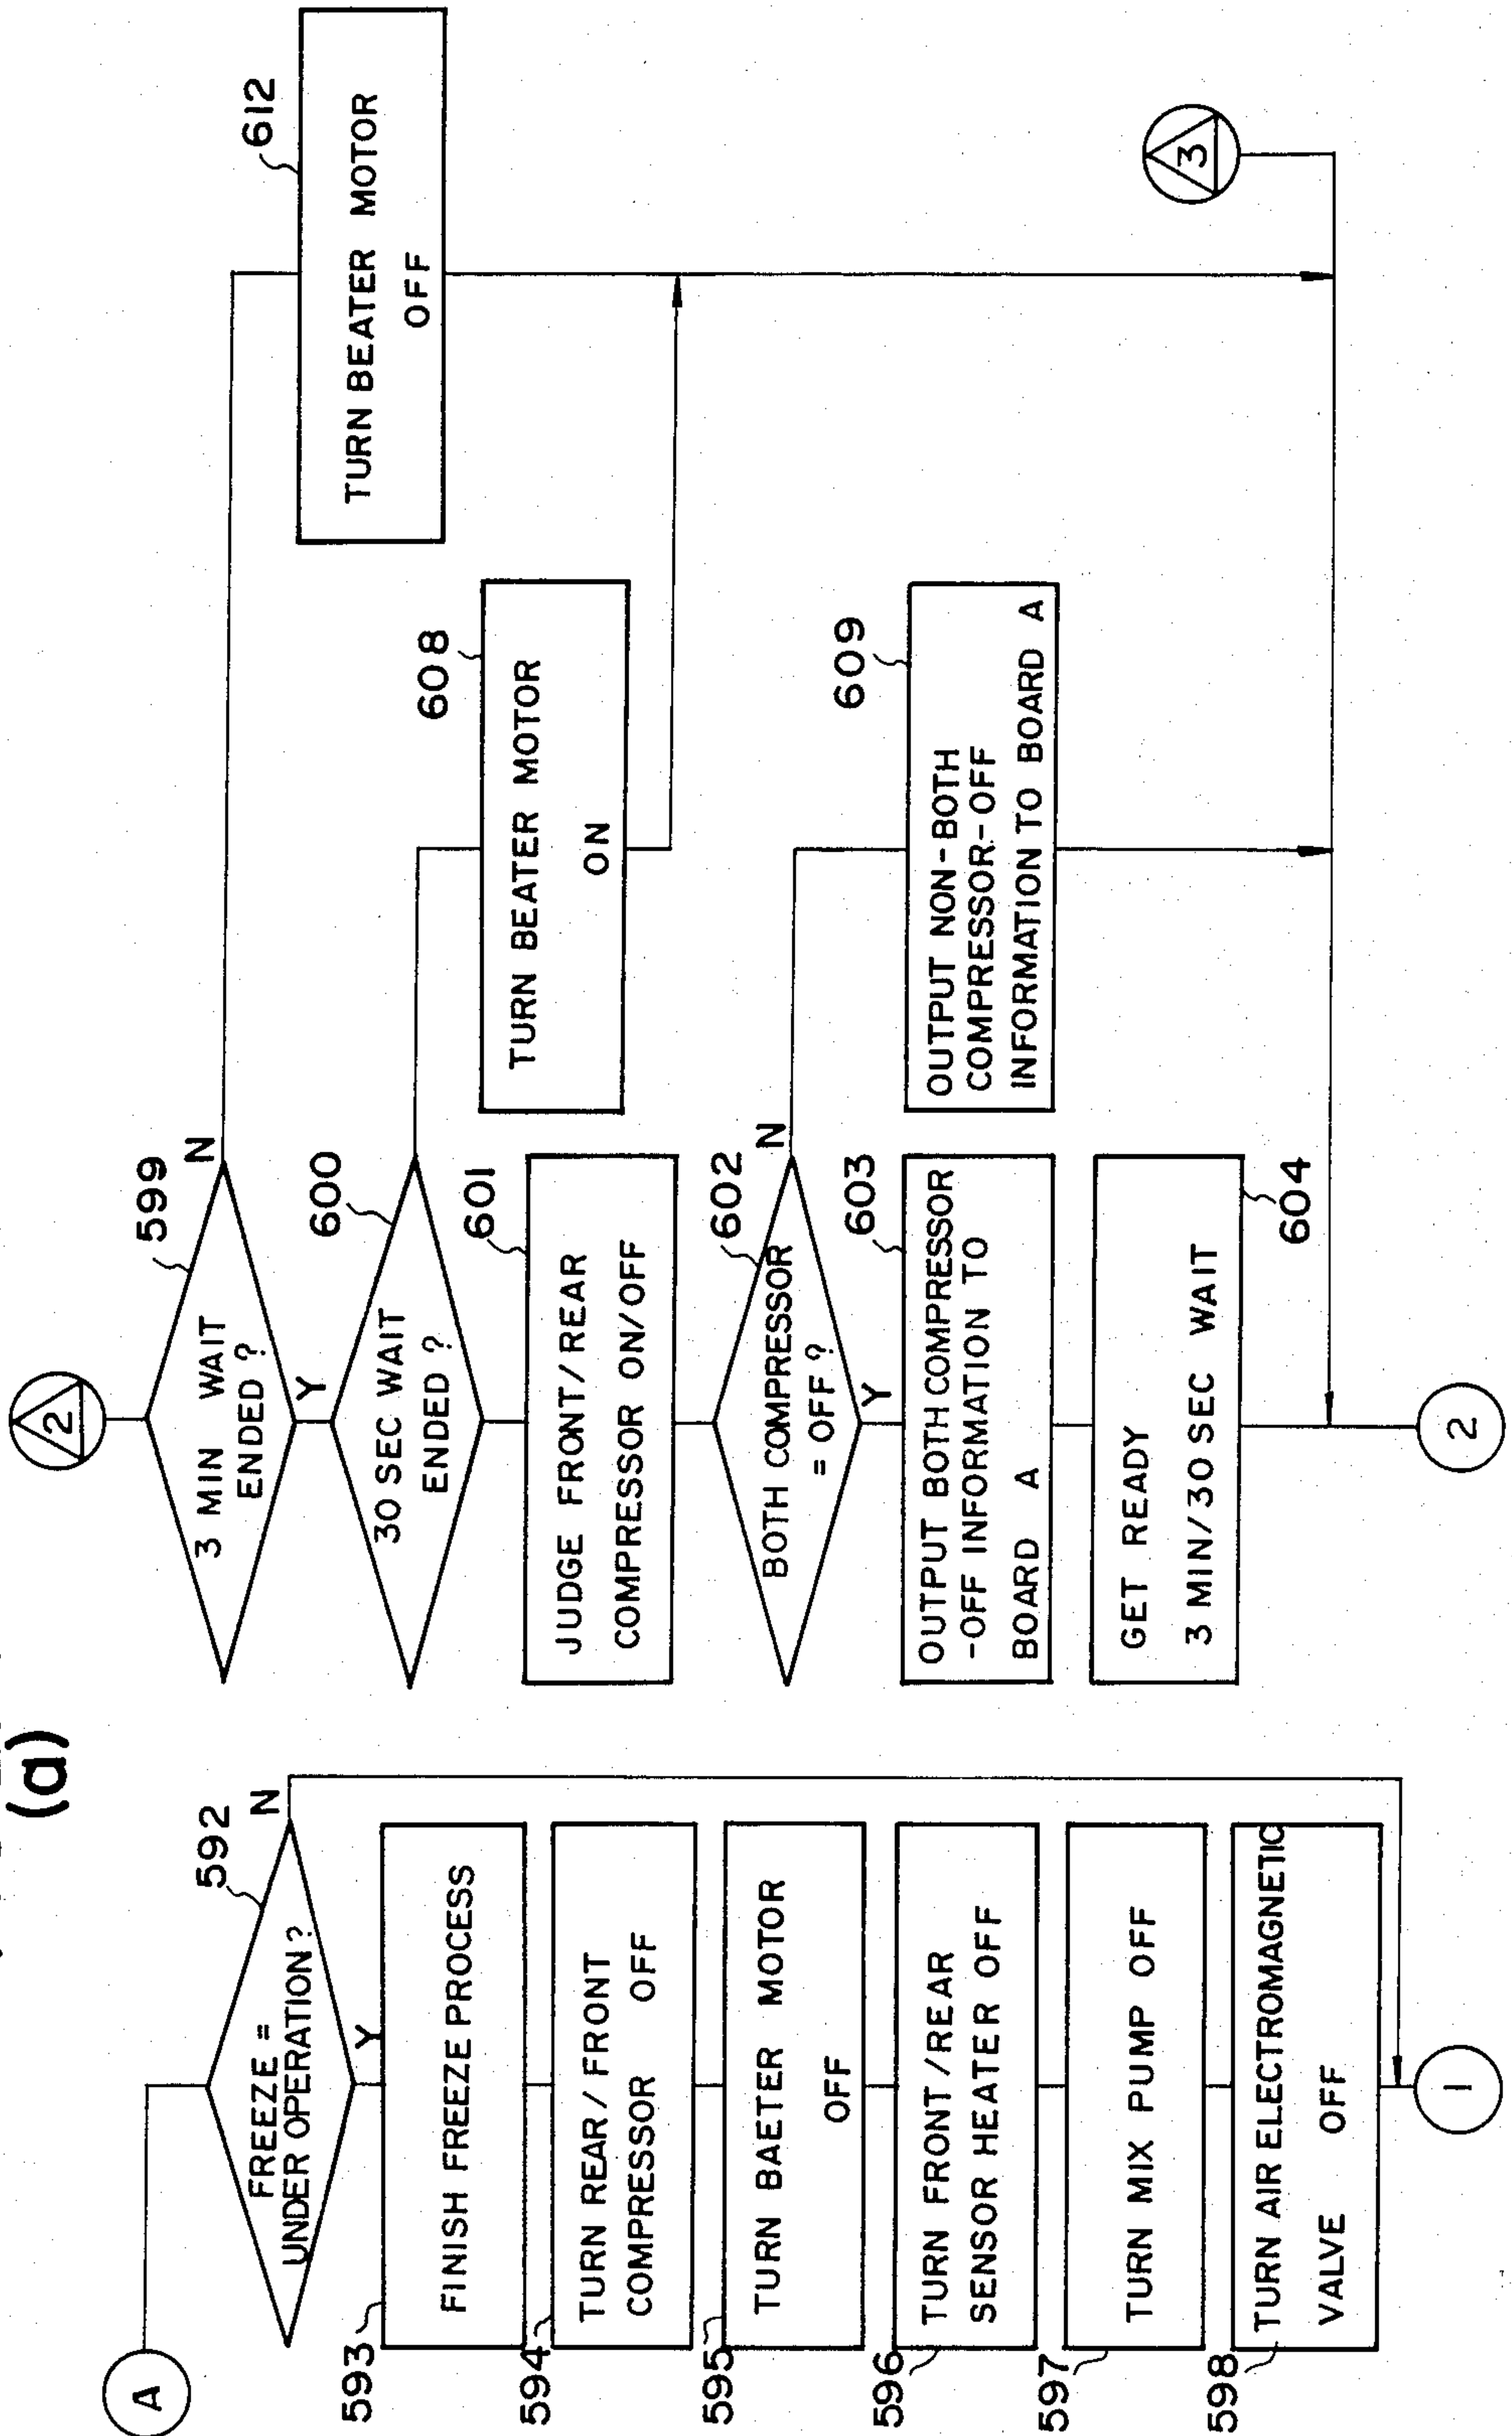 (a)
A
592
FREEZE =
UNDER OPERATION?
N
Y
593
FINISH FREEZE PROCESS
594
TURN REAR/FRONT
COMPRESSOR OFF
595
TURN BAETER MOTOR
OFF
596
TURN FRONT/REAR
SENSOR HEATER OFF
597
TURN MIX PUMP OFF
598
TURN AIR ELECTROMAGNETIC
VALVE OFF
1
2
599
3 MIN WAIT
ENDED ?
N
Y
600
30 SEC WAIT
ENDED ?
601
JUDGE FRONT/REAR
COMPRESSOR ON/OFF
602
BOTH COMPRESSOR
= OFF ?
N
Y
603
OUTPUT BOTH COMPRESSOR
-OFF INFORMATION TO
BOARD A
GET READY
3 MIN/30 SEC WAIT
604
2
608
TURN BEATER MOTOR
ON
609
OUTPUT NON-BOTH
COMPRESSOR-OFF
INFORMATION TO BOARD A
612
TURN BEATER MOTOR
OFF
3